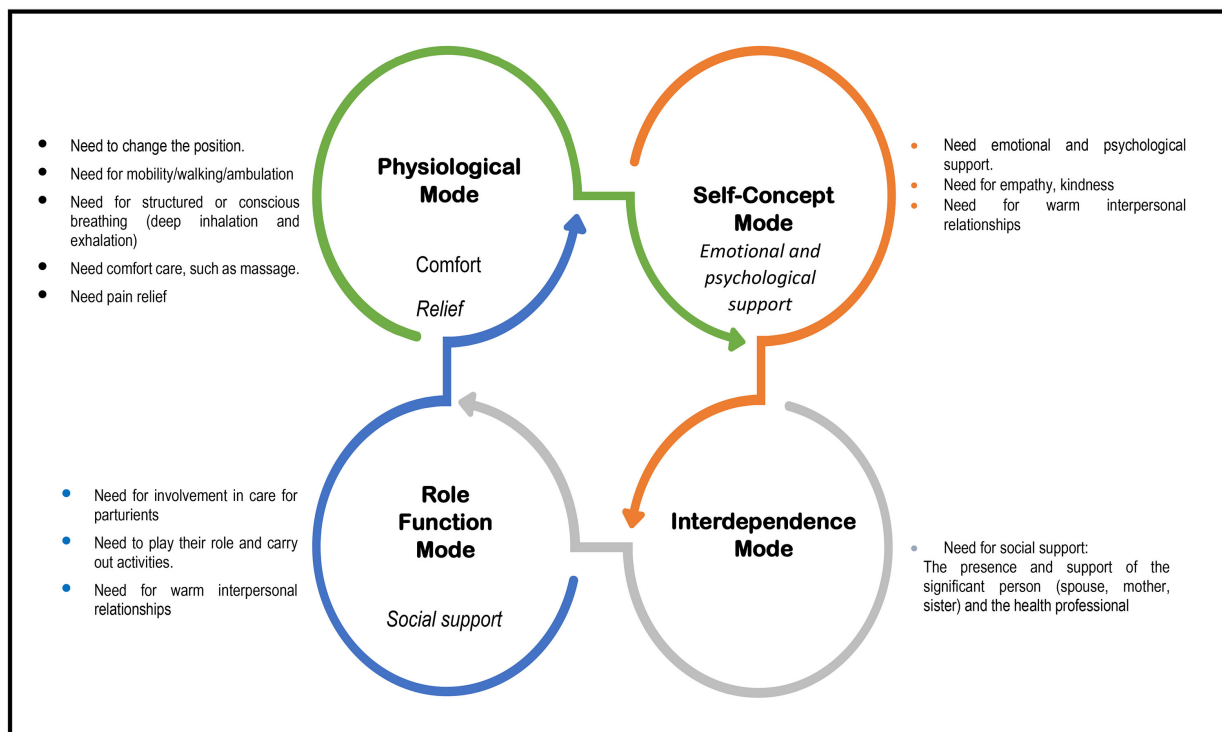 Need to change the position.
Need for mobility/walking/ambulation
Need for structured or conscious
breathing (deep inhalation and
exhalation)
Need comfort care, such as massage.
Need pain relief
Physiological
Mode
Comfort
Relief
Self-Concept
Mode
Emotional and
psychological
support
Need emotional and psychological
support.
Need for empathy, kindness
Need for warm interpersonal
relationships
Need for involvement in care for
parturients
Need to play their role and carry
out activities.
Need for warm interpersonal
relationships
Role
Function
Mode
Social support
Interdependence
Mode
Need for social support:
The presence and support of the
significant person (spouse, mother,
sister) and the health professional